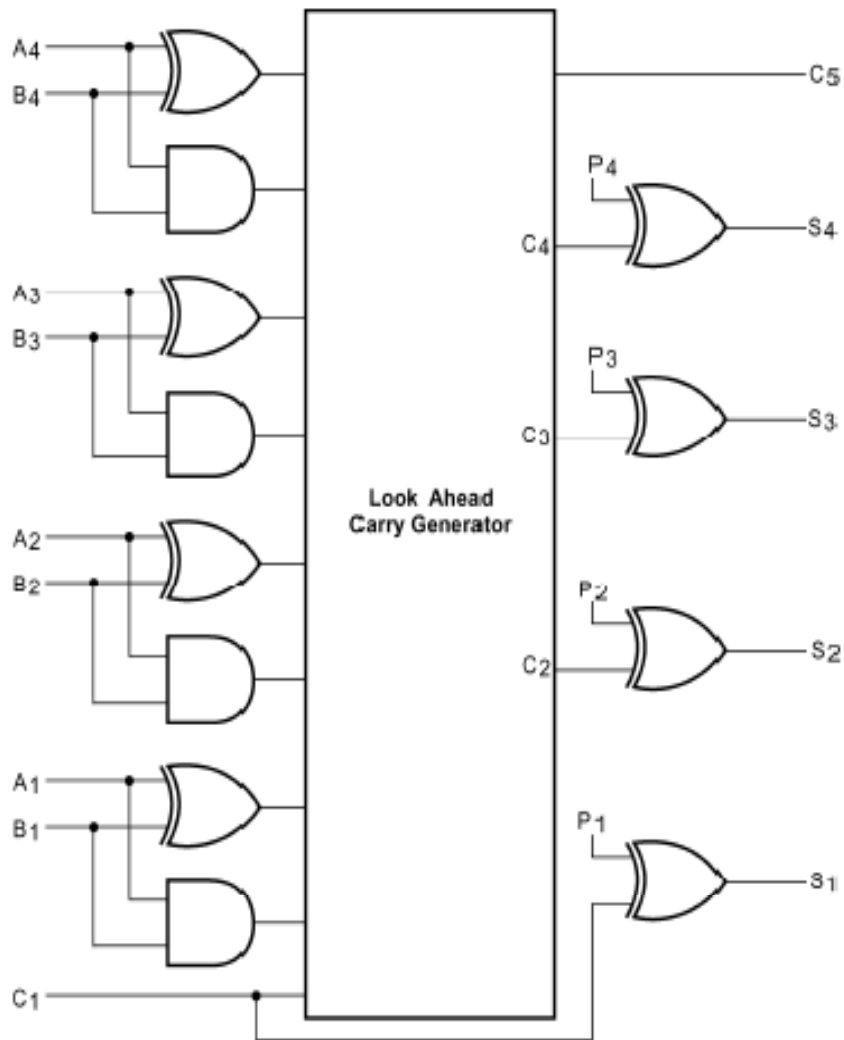 A4
B4
A3
B3
A2
B2
A1
B1
C1
Look Ahead
Carry Generator
C5
P4
C4
S4
P3
C3
S3
P2
C2
S2
P1
S1